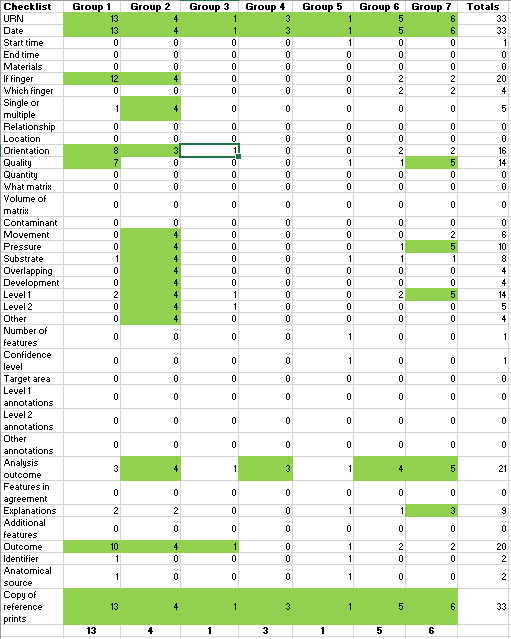 Checklist Group 1 Group 2 Group 3 Group 4 Group 5 Group 6 Group 7 Totals
URN 13 4 1 3 1 5 6 33
Date 13 4 1 3 1 5 6 33
Start time 0 0 0 0 1 0 0 1
End time 0 0 0 0 0 0 0 0
Materials 0 0 0 0 0 0 0 0
If finger 12 4 0 0 0 2 2 20
Which finger 0 0 0 0 0 2 2 4
Single or
multiple 1 4 0 0 0 0 0 5
Relationship 0 0 0 0 0 0 0 0
Location 0 0 0 0 0 0 0 0
Orientation 8 3 1 0 0 2 2 16
Quality 7 0 0 0 1 1 5 14
Quantity 0 0 0 0 0 0 0 0
What matrix 0 0 0 0 0 0 0 0
Volume of
matrix 0 0 0 0 0 0 0 0
Contaminant 0 0 0 0 0 0 0 0
Movement 0 4 0 0 0 0 2 6
Pressure 0 4 0 0 0 1 5 10
Substrate 1 4 0 0 1 1 1 8
Overlapping 0 4 0 0 0 0 0 4
Development 0 4 0 0 0 0 0 4
Level 1 2 4 1 0 0 2 5 14
Level 2 0 4 1 0 0 0 0 5
Other 0 4 0 0 0 0 0 4
Number of
features 0 0 0 0 1 0 0 1
Confidence
level 0 0 0 0 1 0 0 1
Target area 0 0 0 0 0 0 0 0
Level 1
annotations 0 0 0 0 0 0 0 0
Level 2
annotations 0 0 0 0 0 0 0 0
Other
annotations 0 0 0 0 0 0 0 0
Analysis
outcome 3 4 1 3 1 4 5 21
Features in
agreement 0 0 0 0 0 0 0 0
Explanations 2 2 0 0 1 1 3 9
Additional
features 0 0 0 0 0 0 0 0
Outcome 10 4 1 0 1 2 2 20
Identifier 1 0 0 0 1 0 0 2
Anatomical
source 1 0 0 0 1 0 0 2
Copy of
reference
prints 13 4 1 3 1 5 6 33
13 4 1 3 1 5 6